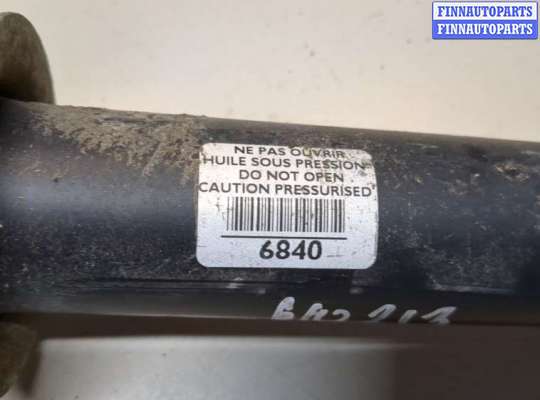 FINNAUTOPARTS
FINNAUTOPARTS
NE PAS OUVRIR
HUILE SOUS PRESSION
DO NOT OPEN
CAUTION PRESSURISED
6840